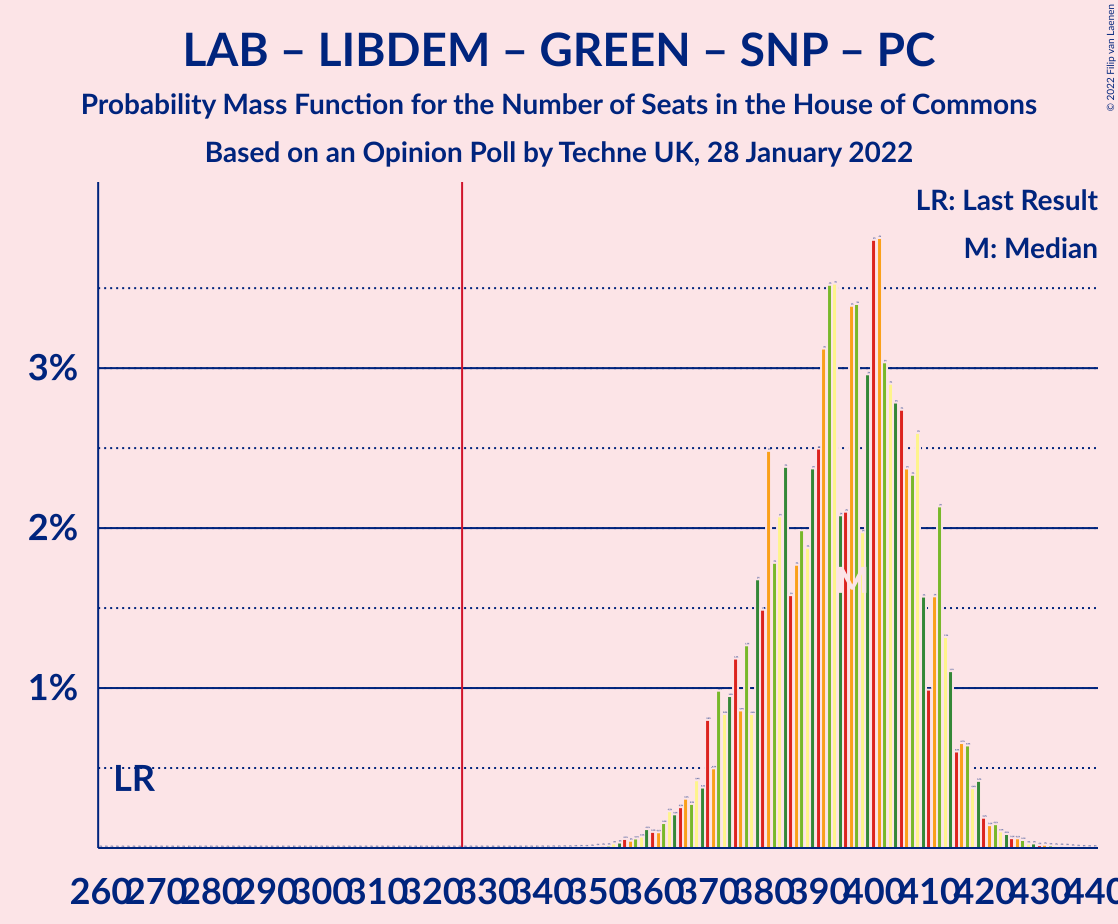 LAB – LIBDEM – GREEN – SNP – PC
Probability Mass Function for the Number of Seats in the House of Commons
Based on an Opinion Poll by Techne UK, 28 January 2022
© 2022 Filip van Laenen
LR: Last Result
M: Median
3%
2%
1%
LR
M
260 270 280 290 300 310 320 330 340 350 360 370 380 390 400 410 420 430 440